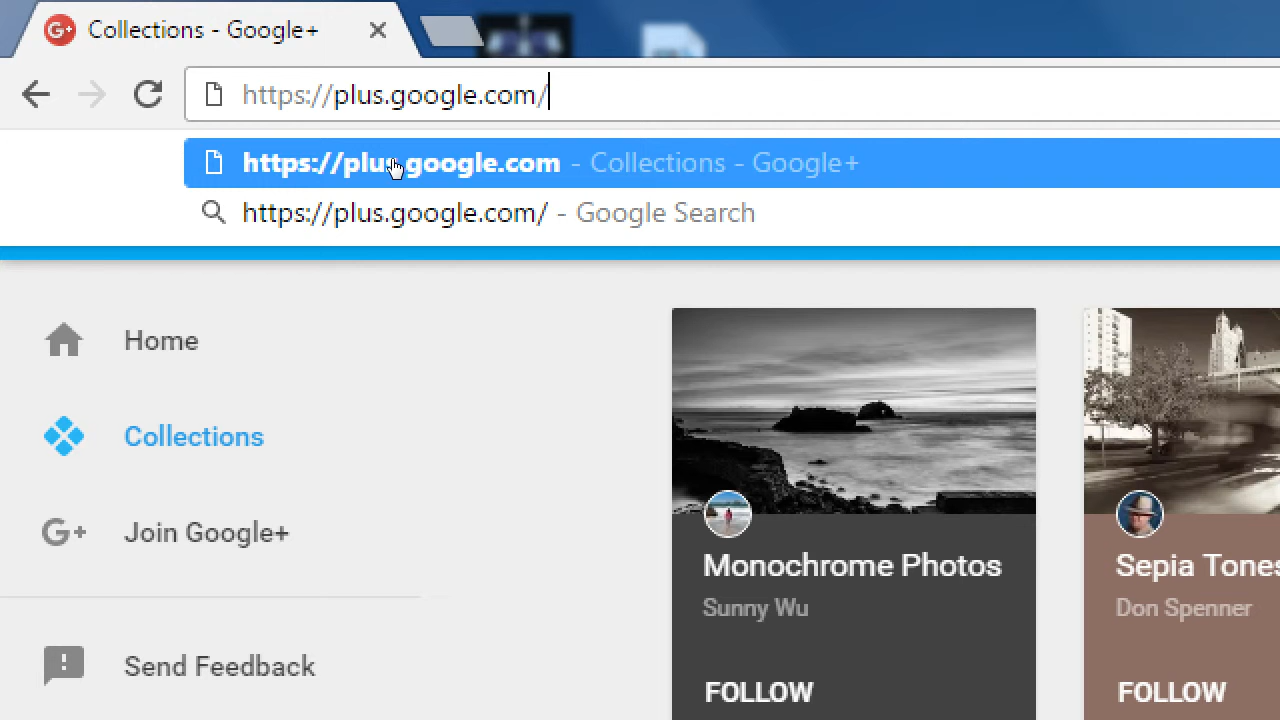 Collections - Google+
https://plus.google.com/
https://plus.google.com - Collections - Google+
https://plus.google.com/ - Google Search
Home
Collections
G+ Join Google+
Send Feedback
Monochrome Photos
Sunny Wu
FOLLOW
Sepia Tones
Don Spenner
FOLLOW